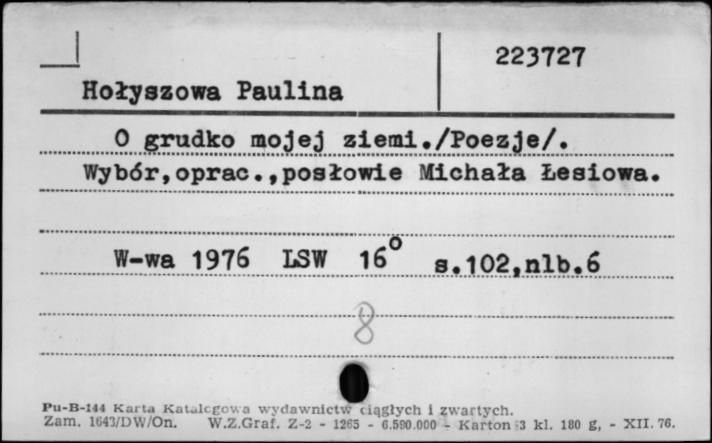 223727
Hołyszowa Paulina
O grudko mojej ziemi./Poezje/.
Wybór,oprac.,posłowie Michała Łesiowa.
W-wa 1976 LSW 16° s.102,nlb.6
8
Pu-B-144 Karta Katalogowa wydawnictw ciągłych i zwartych.
Zam. 1643/DW/On. W.Z.Graf. Z-2 - 1265 - 6.590.000 - Karton 3 kl. 180 g, - XII. 76.